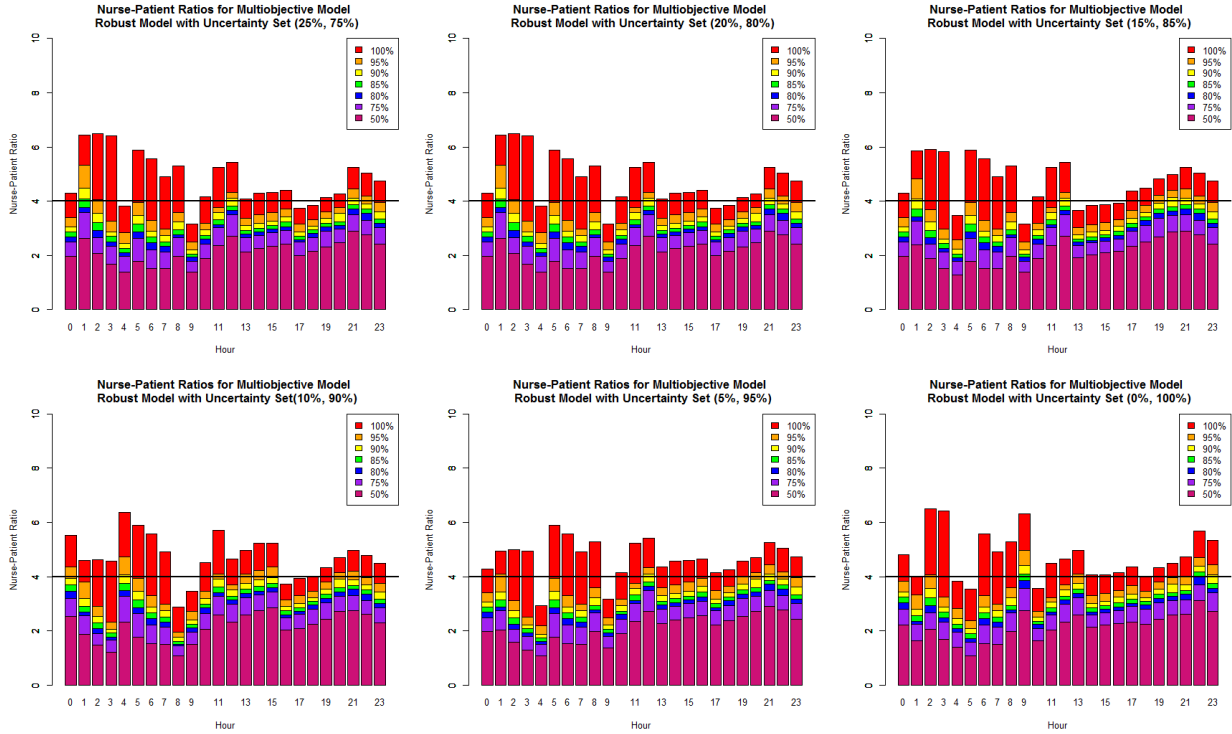 Nurse-Patient Ratios for Multiobjective Model
Robust Model with Uncertainty Set (25%, 75%)
Nurse-Patient Ratio
10
8
6
4
2
0
100%
95%
90%
85%
80%
75%
50%
0 1 2 3 4 5 6 7 8 9 11 13 15 17 19 21 23
Hour
Nurse-Patient Ratios for Multiobjective Model
Robust Model with Uncertainty Set (20%, 80%)
Nurse-Patient Ratio
10
8
6
4
2
0
100%
95%
90%
85%
80%
75%
50%
0 1 2 3 4 5 6 7 8 9 11 13 15 17 19 21 23
Hour
Nurse-Patient Ratios for Multiobjective Model
Robust Model with Uncertainty Set (15%, 85%)
Nurse-Patient Ratio
10
8
6
4
2
0
100%
95%
90%
85%
80%
75%
50%
0 1 2 3 4 5 6 7 8 9 11 13 15 17 19 21 23
Hour
Nurse-Patient Ratios for Multiobjective Model
Robust Model with Uncertainty Set(10%, 90%)
Nurse-Patient Ratio
10
8
6
4
2
0
100%
95%
90%
85%
80%
75%
50%
0 1 2 3 4 5 6 7 8 9 11 13 15 17 19 21 23
Hour
Nurse-Patient Ratios for Multiobjective Model
Robust Model with Uncertainty Set (5%, 95%)
Nurse-Patient Ratio
10
8
6
4
2
0
100%
95%
90%
85%
80%
75%
50%
0 1 2 3 4 5 6 7 8 9 11 13 15 17 19 21 23
Hour
Nurse-Patient Ratios for Multiobjective Model
Robust Model with Uncertainty Set (0%, 100%)
Nurse-Patient Ratio
10
8
6
4
2
0
100%
95%
90%
85%
80%
75%
50%
0 1 2 3 4 5 6 7 8 9 11 13 15 17 19 21 23
Hour